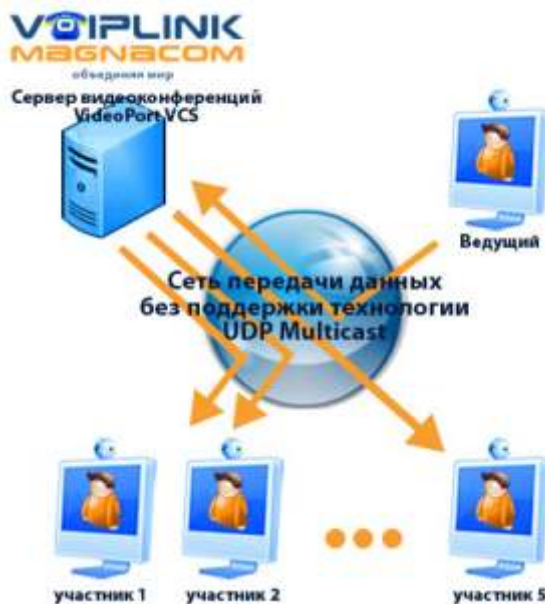 VOIPLINK
MAGNACOM
объединяя мир
Сервер видеоконференций
VideoPort VCS
Ведущий
Сеть передачи данных
без поддержки технологии
UDP Multicast
участник 1
участник 2
участник 5